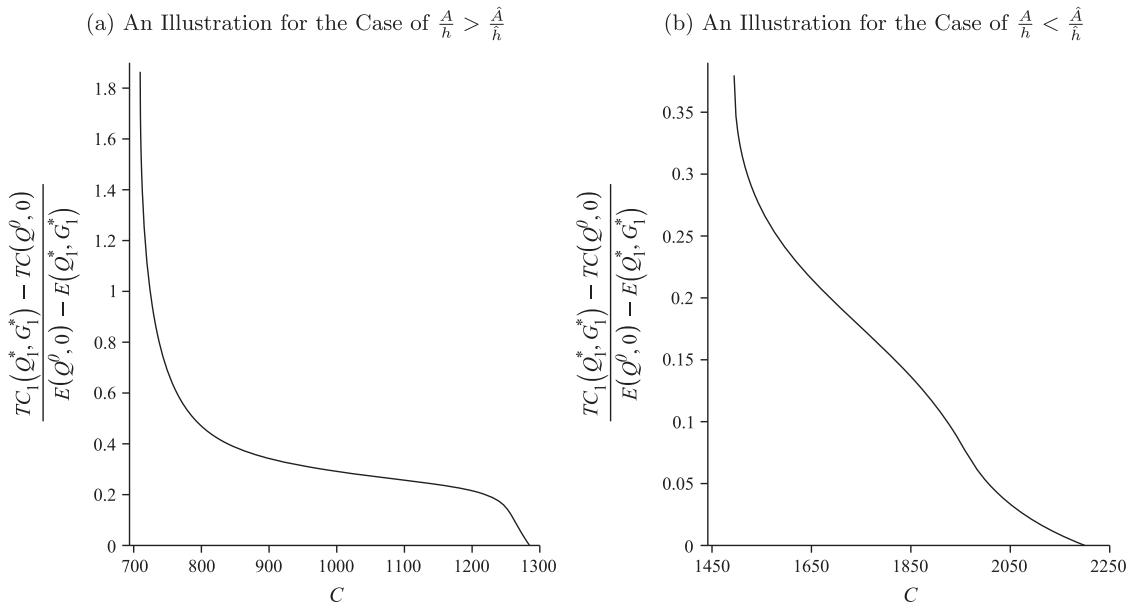 (a) An Illustration for the Case of A/h > Â/ĥ
1.8
1.6
1.4
1.2
1
0.8
0.6
0.4
0.2
0
TC₁(Q₁*, G₁*) − TC(Q⁰, 0)
E(Q⁰, 0) − E(Q₁*, G₁*)
700 800 900 1000 1100 1200 1300
C
(b) An Illustration for the Case of A/h < Â/ĥ
0.35
0.3
0.25
0.2
0.15
0.1
0.05
0
TC₁(Q₁*, G₁*) − TC(Q⁰, 0)
E(Q⁰, 0) − E(Q₁*, G₁*)
1450 1650 1850 2050 2250
C